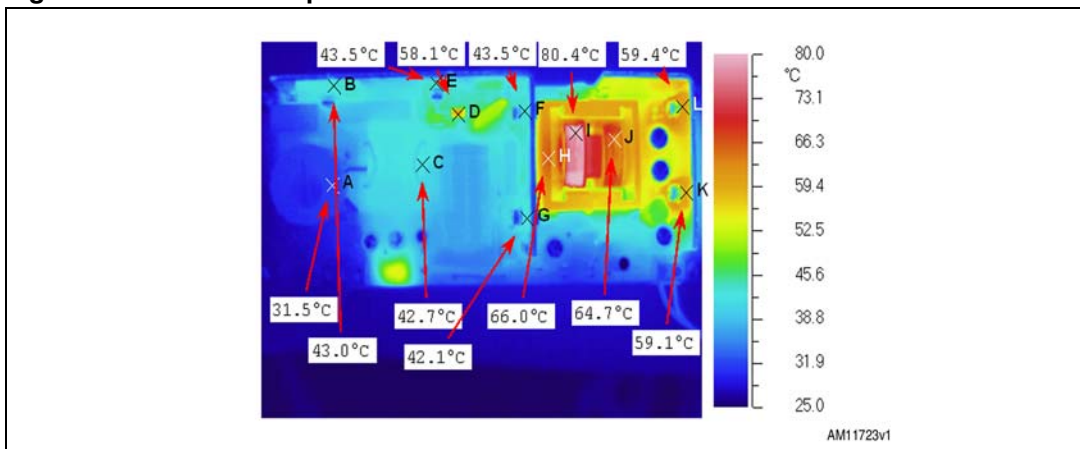 43.5°C 58.1°C 43.5°C 80.4°C 59.4°C
80.0
°C
B E
73.1
D F L
I J
66.3
C H
A K
59.4
G
52.5
45.6
31.5°C 42.7°C 66.0°C 64.7°C
38.8
43.0°C 42.1°C 59.1°C
31.9
25.0
AM11723v1